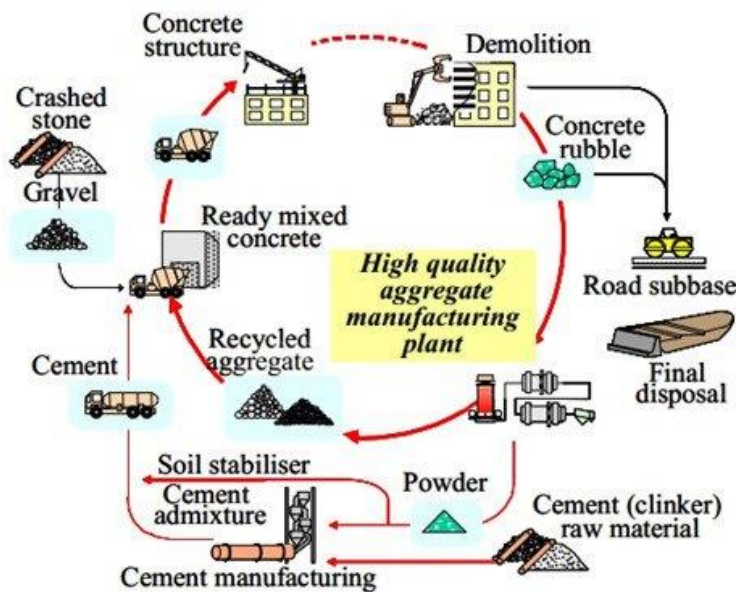 Concrete
structure
Demolition
Crashed
stone
Gravel
Concrete
rubble
Ready mixed
concrete
High quality
aggregate
manufacturing
plant
Road subbase
Final
disposal
Cement
Recycled
aggregate
Soil stabiliser
Cement
admixture
Powder
Cement (clinker)
raw material
Cement manufacturing